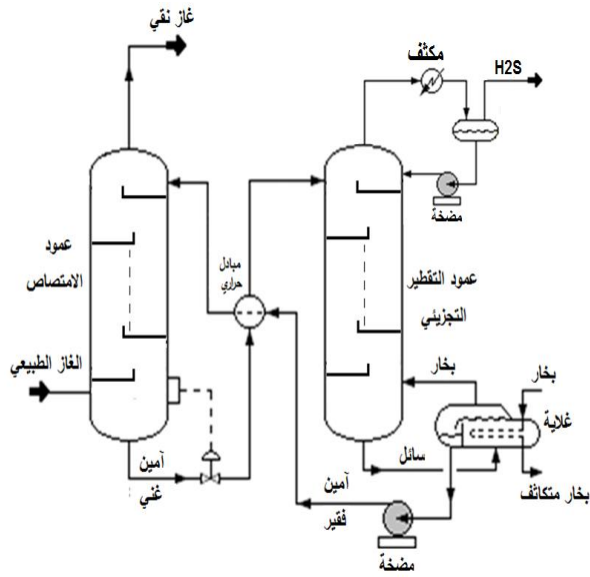 غاز نقي
مكثف
H2S
مضخة
عمود
الامتصاص
مبادل
حراري
عمود التقطير
التجزيئي
الغاز الطبيعي
بخار
بخار
غلاية
آمين
غني
سائل
آمين
فقير
بخار متكاثف
مضخة